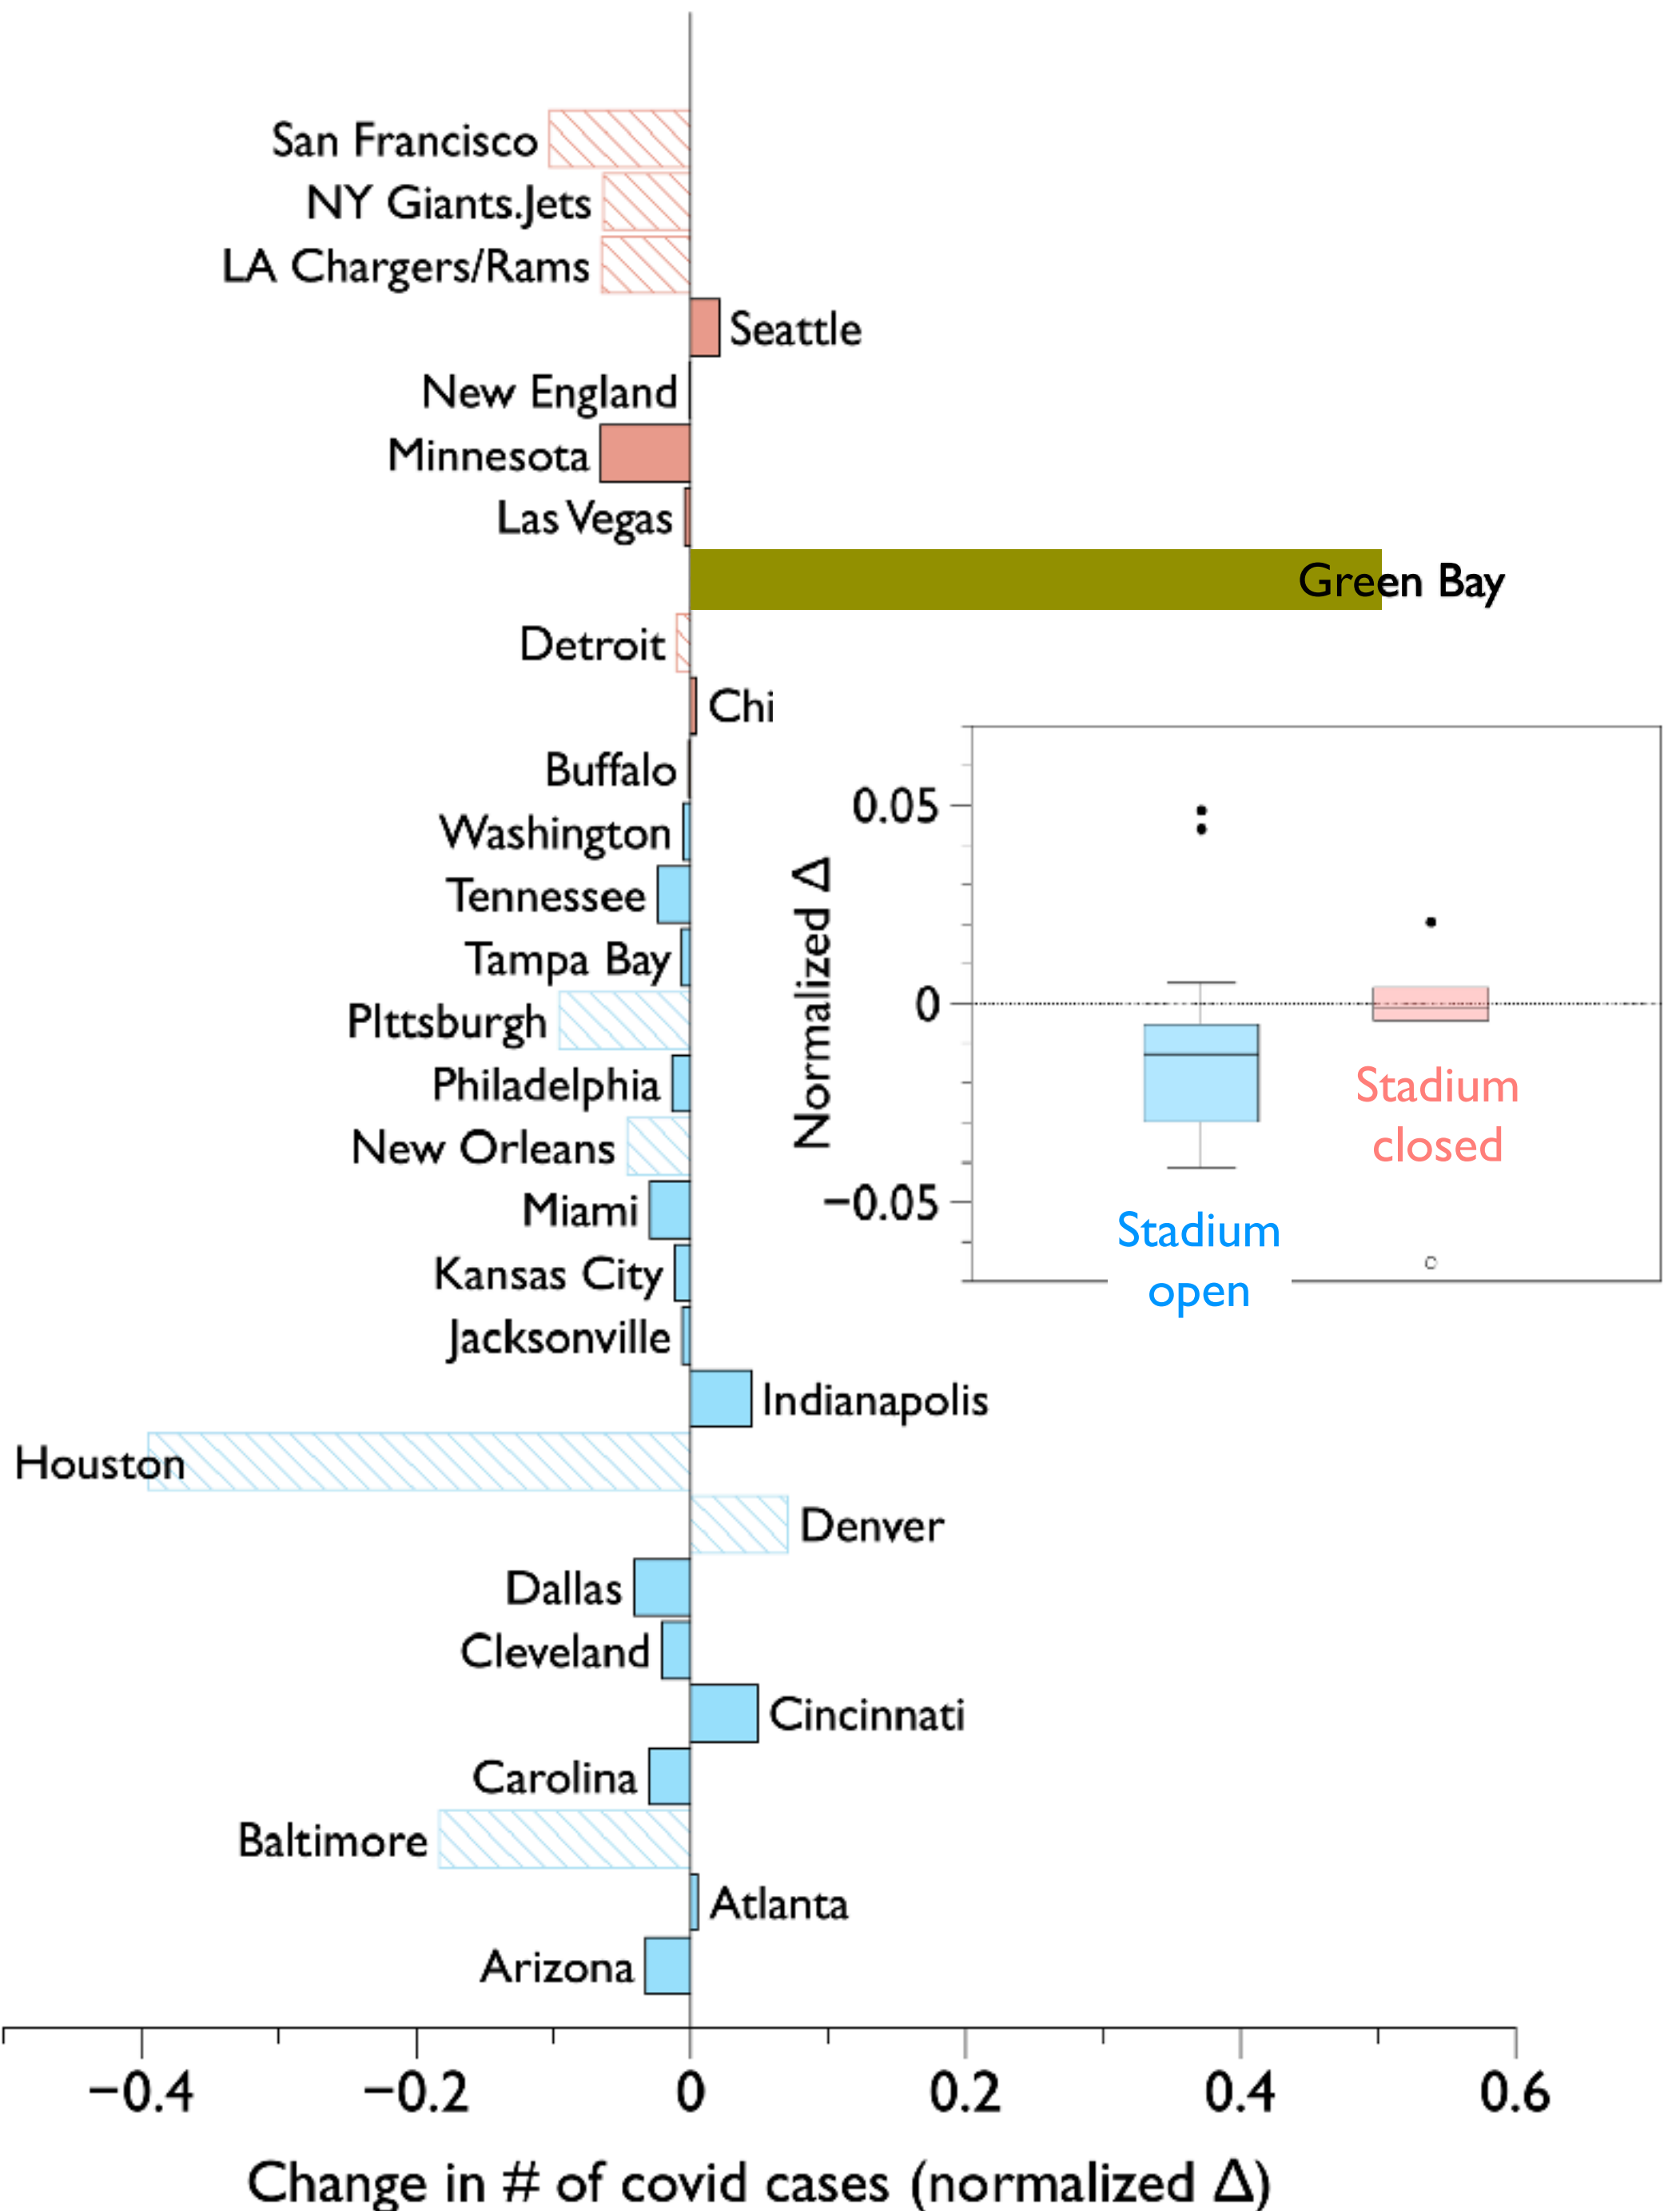 San Francisco
NY Giants.Jets
LA Chargers/Rams
Seattle
New England
Minnesota
Las Vegas
Green Bay
Detroit
Chi
Buffalo
Washington
Tennessee
Tampa Bay
PIttsburgh
Philadelphia
New Orleans
Miami
Kansas City
Jacksonville
Indianapolis
Houston
Denver
Dallas
Cleveland
Cincinnati
Carolina
Baltimore
Atlanta
Arizona
−0.4 −0.2 0 0.2 0.4 0.6
Change in # of covid cases (normalized Δ)
Normalized Δ
0.05
0
−0.05
Stadium
open
Stadium
closed